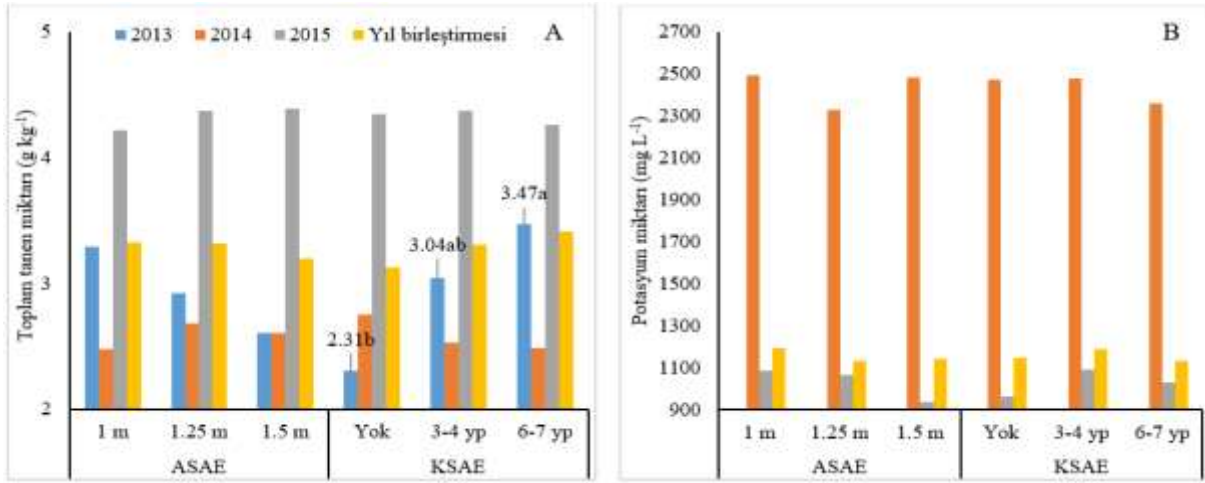 5
4
3
2
Toplam tanen miktarı (g kg-1)
2013 2014 2015 Yıl birleştirmesi
A
2.31b
3.04ab
3.47a
1 m 1.25 m 1.5 m Yok 3-4 yp 6-7 yp
ASAE KSAE
B
2700
2500
2300
2100
1900
1700
1500
1300
1100
900
Potasyum miktarı (mg L-1)
1 m 1.25 m 1.5 m Yok 3-4 yp 6-7 yp
ASAE KSAE